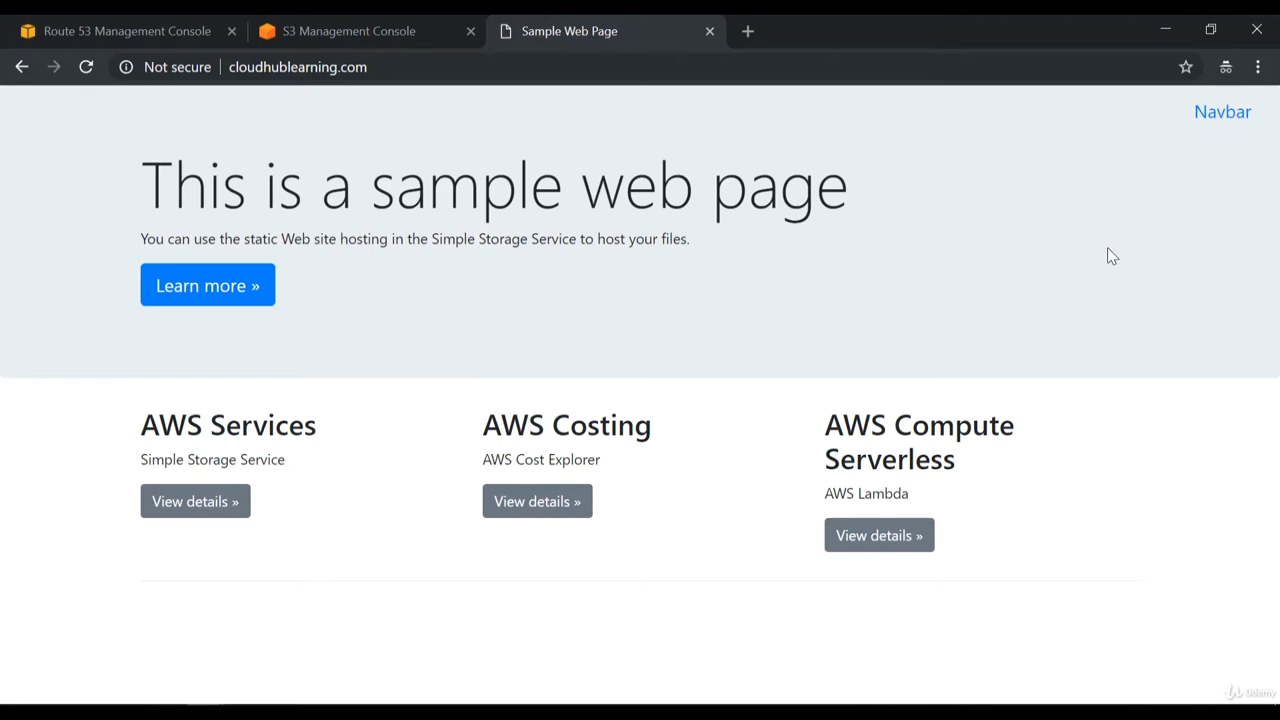 Route 53 Management Console
S3 Management Console
Sample Web Page
Not secure
cloudhublearning.com
Navbar
This is a sample web page
You can use the static Web site hosting in the Simple Storage Service to host your files.
Learn more »
AWS Services
Simple Storage Service
View details »
AWS Costing
AWS Cost Explorer
View details »
AWS Compute
Serverless
AWS Lambda
View details »
Udemy